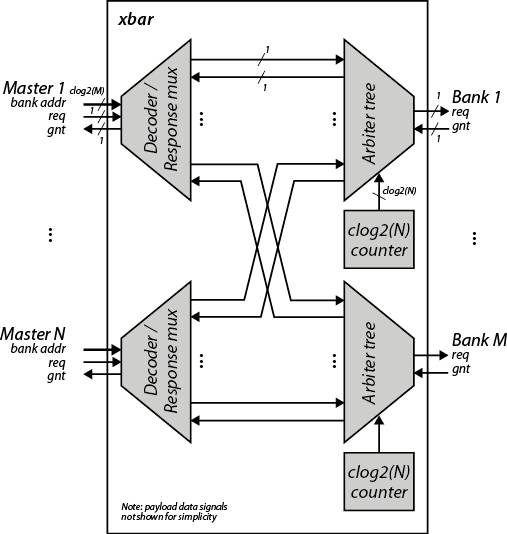 xbar
Master 1 clog2(M)
bank addr
req
gnt
1
1
Decoder /
Response mux
1
1
Arbiter tree
1
1
Bank 1
req
gnt
clog2(N)
clog2(N)
counter
Master N
bank addr
req
gnt
Decoder /
Response mux
Arbiter tree
Bank M
req
gnt
clog2(N)
counter
Note: payload data signals
not shown for simplicity